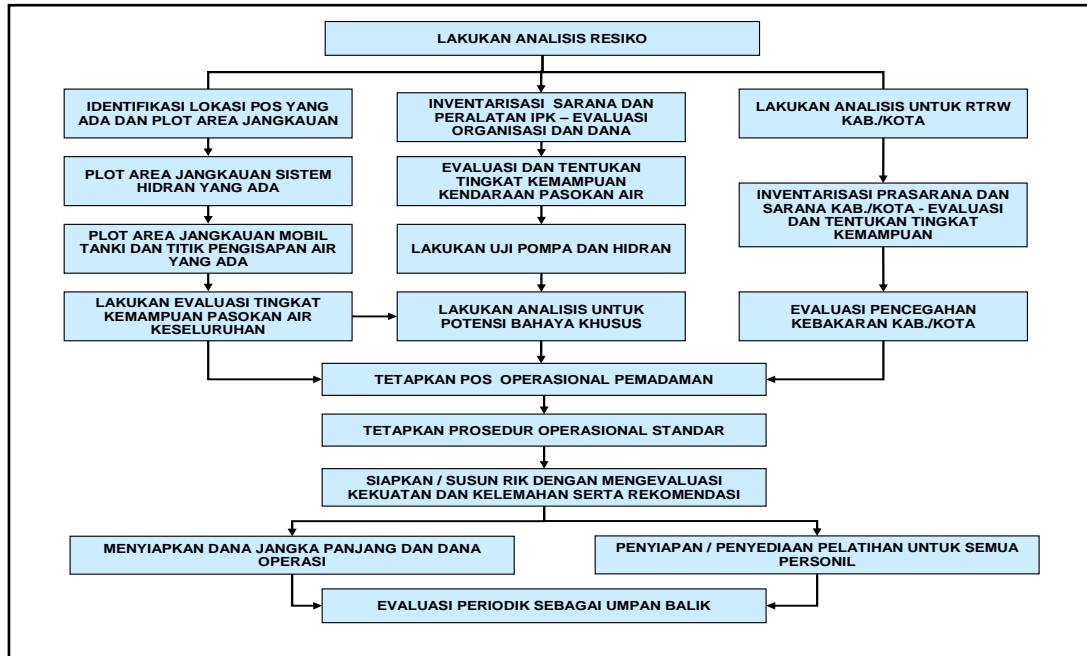 LAKUKAN ANALISIS RESIKO
IDENTIFIKASI LOKASI POS YANG
ADA DAN PLOT AREA JANGKAUAN
PLOT AREA JANGKAUAN SISTEM
HIDRAN YANG ADA
PLOT AREA JANGKAUAN MOBIL
TANKI DAN TITIK PENGISAPAN AIR
YANG ADA
LAKUKAN EVALUASI TINGKAT
KEMAMPUAN PASOKAN AIR
KESELURUHAN
INVENTARISASI SARANA DAN
PERALATAN IPK – EVALUASI
ORGANISASI DAN DANA
EVALUASI DAN TENTUKAN
TINGKAT KEMAMPUAN
KENDARAAN PASOKAN AIR
LAKUKAN UJI POMPA DAN HIDRAN
LAKUKAN ANALISIS UNTUK
POTENSI BAHAYA KHUSUS
LAKUKAN ANALISIS UNTUK RTRW
KAB./KOTA
INVENTARISASI PRASARANA DAN
SARANA KAB./KOTA - EVALUASI
DAN TENTUKAN TINGKAT
KEMAMPUAN
EVALUASI PENCEGAHAN
KEBAKARAN KAB./KOTA
TETAPKAN POS OPERASIONAL PEMADAMAN
TETAPKAN PROSEDUR OPERASIONAL STANDAR
SIAPKAN / SUSUN RIK DENGAN MENGEVALUASI
KEKUATAN DAN KELEMAHAN SERTA REKOMENDASI
MENYIAPKAN DANA JANGKA PANJANG DAN DANA
OPERASI
PENYIAPAN / PENYEDIAAN PELATIHAN UNTUK SEMUA
PERSONIL
EVALUASI PERIODIK SEBAGAI UMPAN BALIK